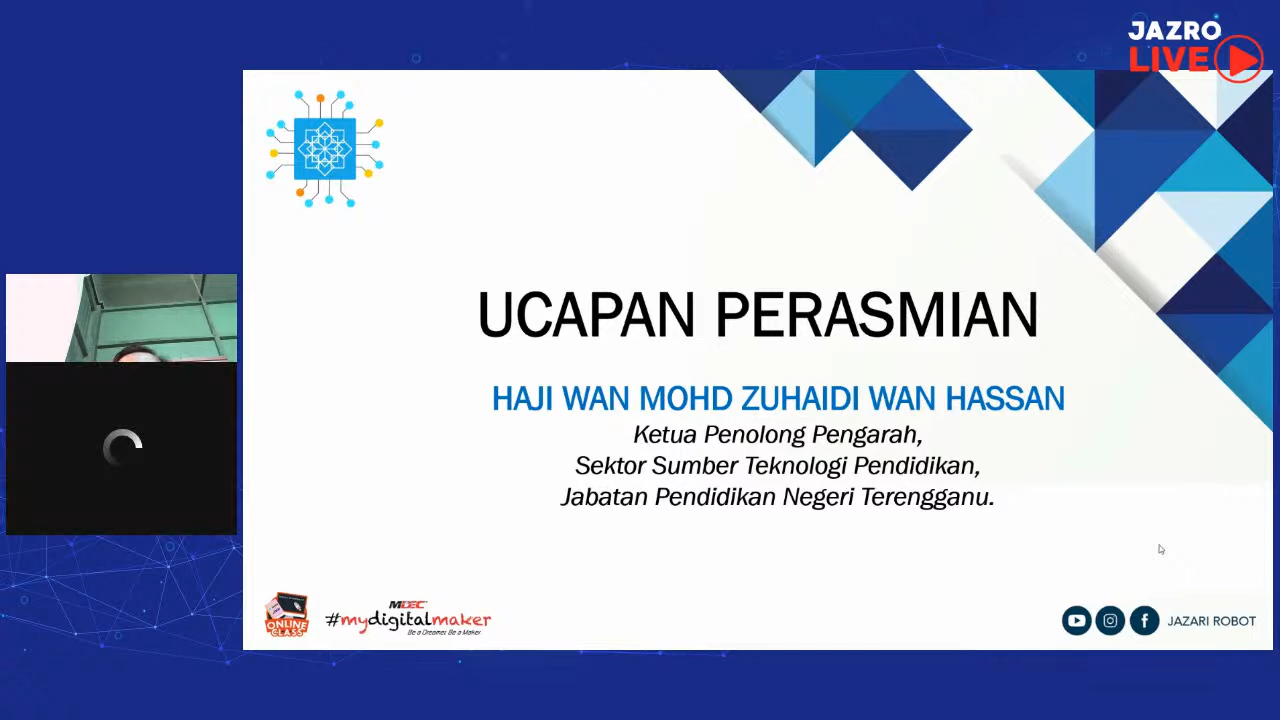 JAZRO
LIVE
UCAPAN PERASMIAN
HAJI WAN MOHD ZUHAIDI WAN HASSAN
Ketua Penolong Pengarah,
Sektor Sumber Teknologi Pendidikan,
Jabatan Pendidikan Negeri Terengganu.
ONLINE
CLASS
MDEC
#mydigitalmaker
Be a Dreamer, Be a Maker
JAZARI ROBOT